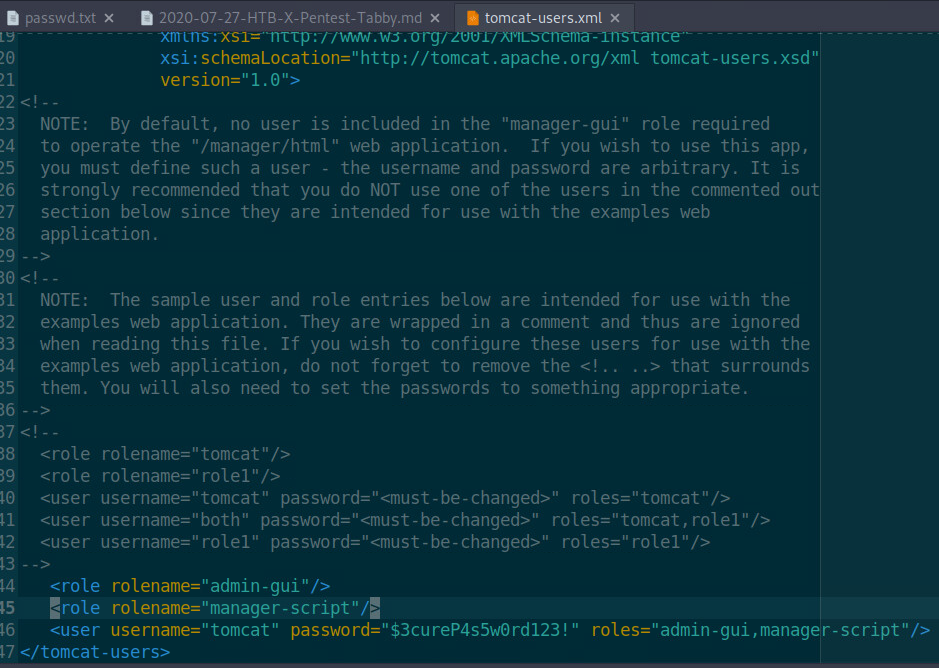 passwd.txt × 2020-07-27-HTB-X-Pentest-Tabby.md × tomcat-users.xml ×
19 xmlns:xsi="http://www.w3.org/2001/XMLSchema-instance"
20 xsi:schemaLocation="http://tomcat.apache.org/xml tomcat-users.xsd"
21 version="1.0">
22 <!--
23 NOTE:  By default, no user is included in the "manager-gui" role required
24 to operate the "/manager/html" web application.  If you wish to use this app,
25 you must define such a user - the username and password are arbitrary. It is
26 strongly recommended that you do NOT use one of the users in the commented out
27 section below since they are intended for use with the examples web
28 application.
29 -->
30 <!--
31 NOTE:  The sample user and role entries below are intended for use with the
32 examples web application. They are wrapped in a comment and thus are ignored
33 when reading this file. If you wish to configure these users for use with the
34 examples web application, do not forget to remove the <!.. ..> that surrounds
35 them. You will also need to set the passwords to something appropriate.
36 -->
37 <!--
38 <role rolename="tomcat"/>
39 <role rolename="role1"/>
40 <user username="tomcat" password="<must-be-changed>" roles="tomcat"/>
41 <user username="both" password="<must-be-changed>" roles="tomcat,role1"/>
42 <user username="role1" password="<must-be-changed>" roles="role1"/>
43 -->
44 <role rolename="admin-gui"/>
45 <role rolename="manager-script"/>
46 <user username="tomcat" password="$3cureP4s5w0rd123!" roles="admin-gui,manager-script"/>
47 </tomcat-users>